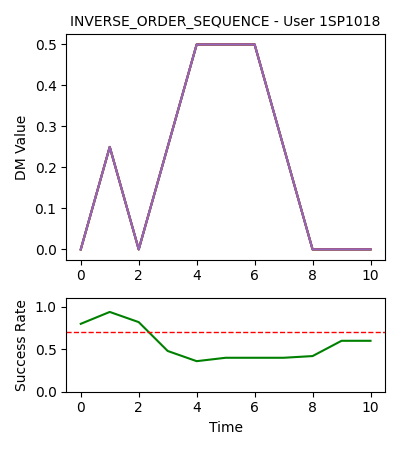 INVERSE_ORDER_SEQUENCE - User 1SP1018
0.5
0.4
0.3
0.2
0.1
0.0
DM Value
0 2 4 6 8 10
1.0
0.5
0.0
Success Rate
0 2 4 6 8 10
Time